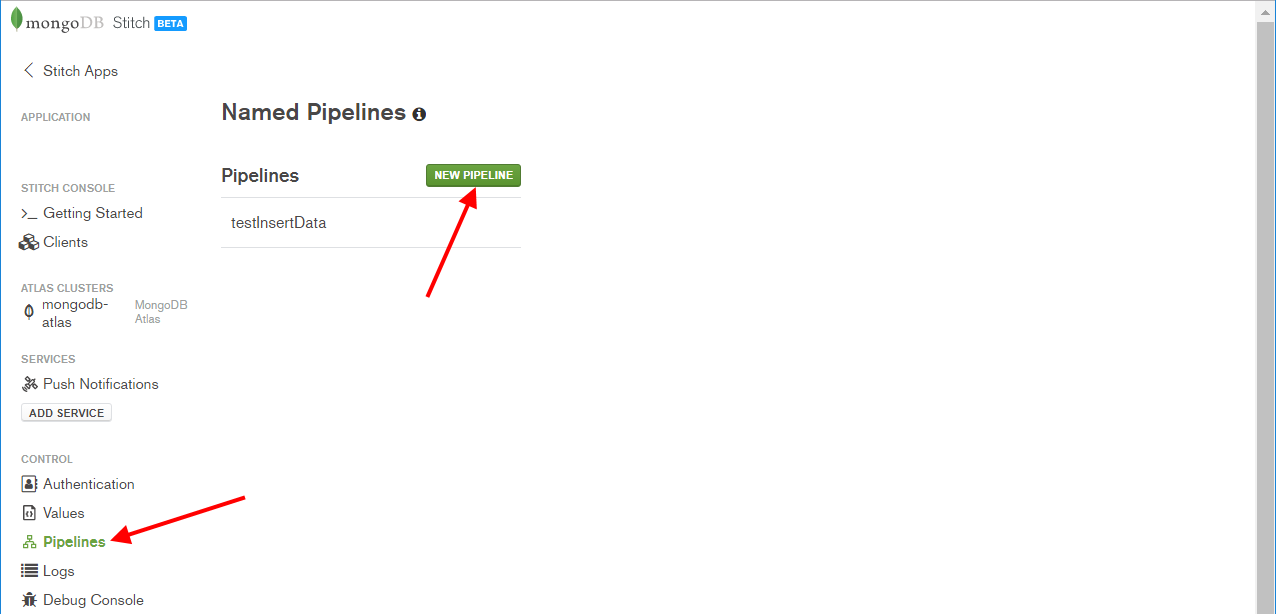 mongoDB Stitch BETA
Stitch Apps
APPLICATION
STITCH CONSOLE
>_ Getting Started
Clients
ATLAS CLUSTERS
mongodb-
atlas
MongoDB
Atlas
SERVICES
Push Notifications
ADD SERVICE
CONTROL
Authentication
Values
Pipelines
Logs
Debug Console
Named Pipelines
Pipelines
NEW PIPELINE
testInsertData